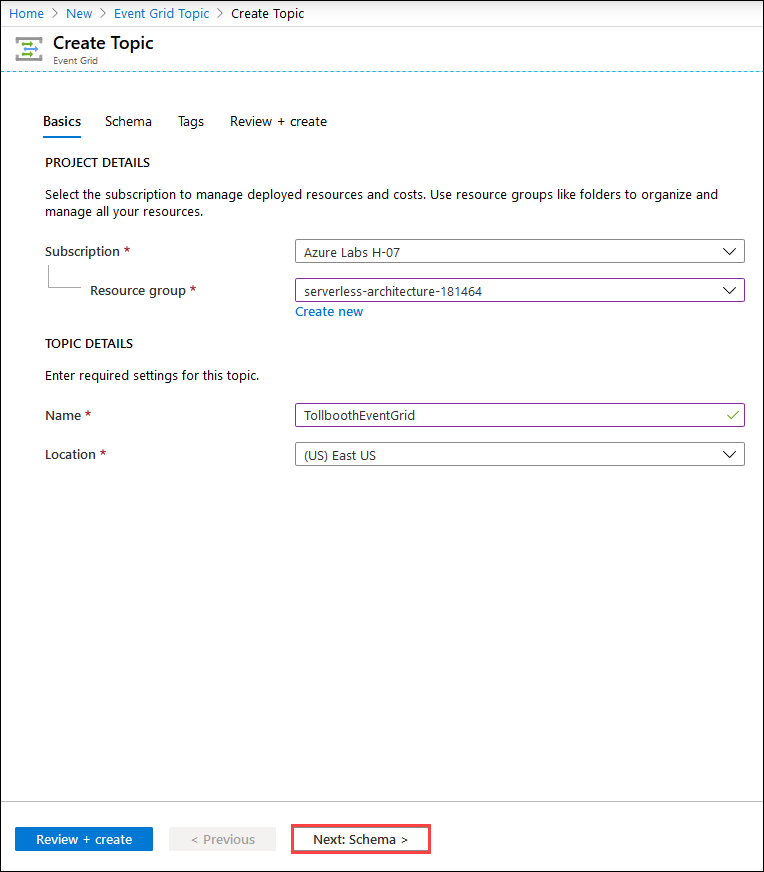 Home > New > Event Grid Topic > Create Topic
Create Topic
Event Grid
Basics Schema Tags Review + create
PROJECT DETAILS
Select the subscription to manage deployed resources and costs. Use resource groups like folders to organize and
manage all your resources.
Subscription * Azure Labs H-07
Resource group * serverless-architecture-181464
Create new
TOPIC DETAILS
Enter required settings for this topic.
Name * TollboothEventGrid
Location * (US) East US
Review + create < Previous Next: Schema >